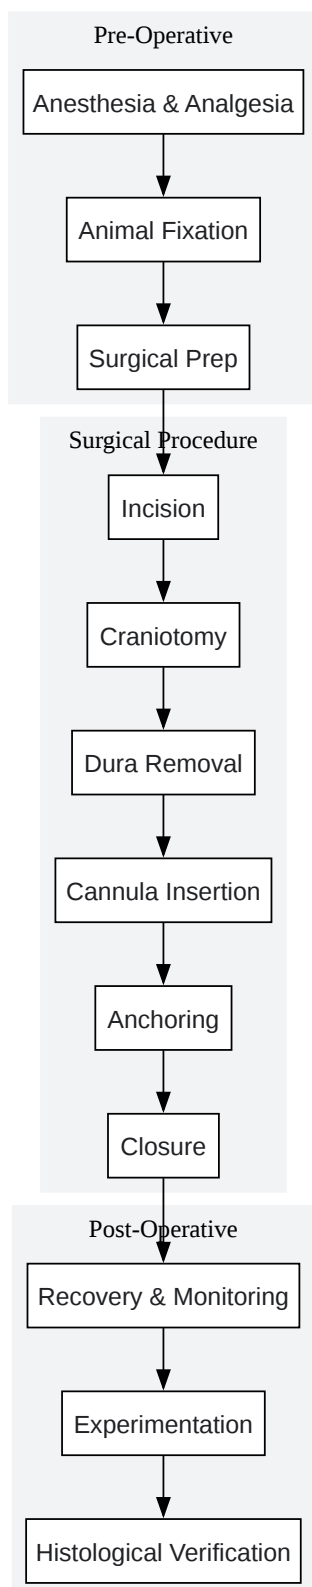 Pre-Operative
Anesthesia & Analgesia
Animal Fixation
Surgical Prep
Surgical Procedure
Incision
Craniotomy
Dura Removal
Cannula Insertion
Anchoring
Closure
Post-Operative
Recovery & Monitoring
Experimentation
Histological Verification